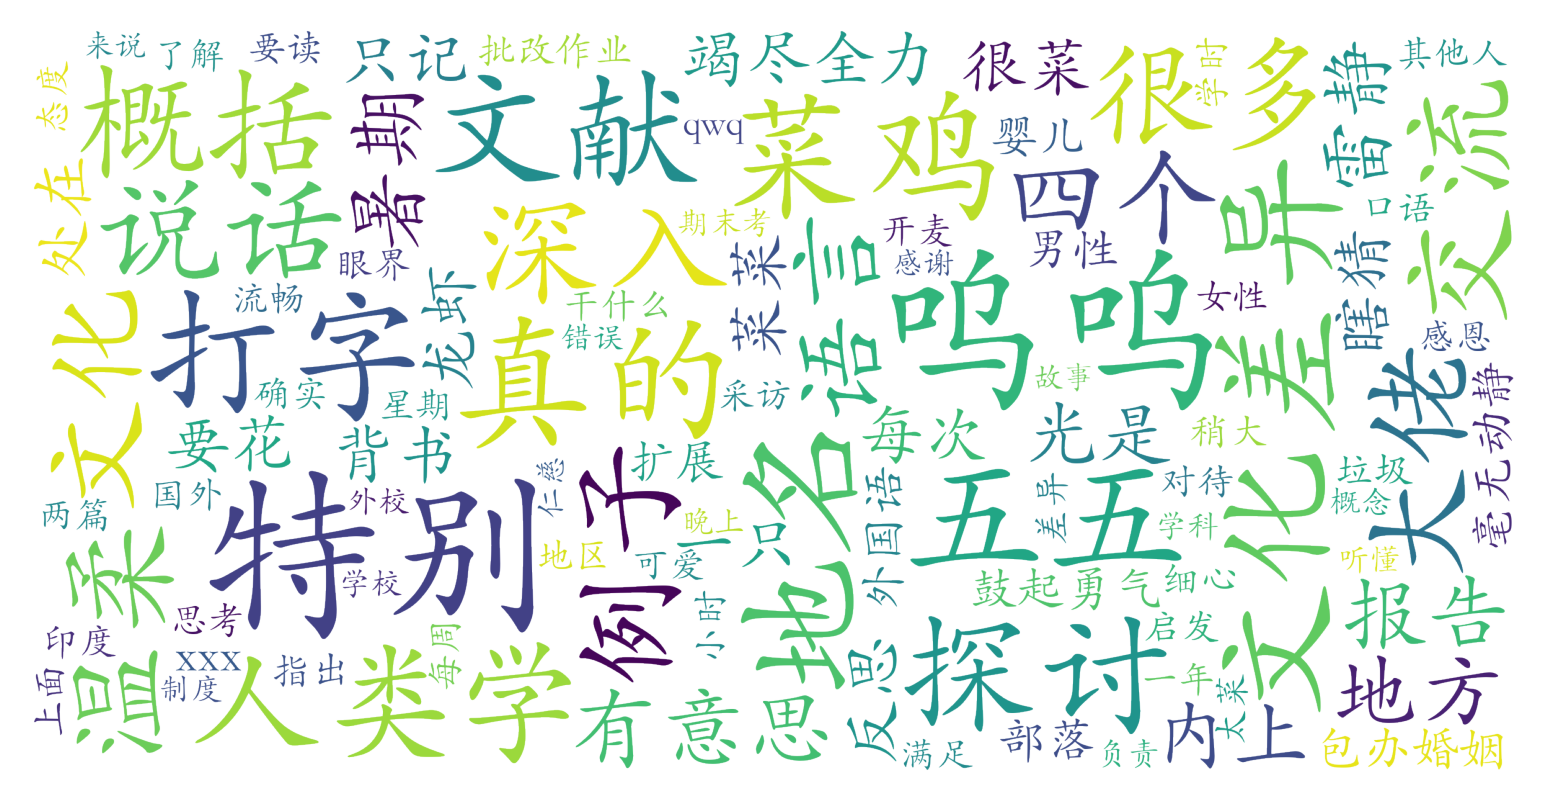 来说
了解
要读
只记
批改作业
竭尽全力
很菜
很多
学时
雷静
其他人
态度
概括
暑期
文献
qwq
菜鸡
婴儿
四个
异
差
交流
处在
说话
眼界
深入
期末考
菜菜
语言
开麦
感谢
男性
口语
瞎猜
文化
打字
流畅
龙虾
干什么
错误
真的
呜呜
女性
感恩
大佬
毫无动静
确实
星期
采访
故事
要花
背书
例子
扩展
地名
每次
光是
稍大
文化
垃圾
概念
两篇
国外
特别
外校
仁慈
晚上
只一
外国语
五五
差异
对待
学科
听懂
温柔
学校
地区
可爱
鼓起勇气
细心
报告
思考
印度
上面
xxx
制度
人类学
指出
每周
小时
有意思
反思
探讨
启发
一年
太菜
地方
满足
部落
负责
内上
包办婚姻